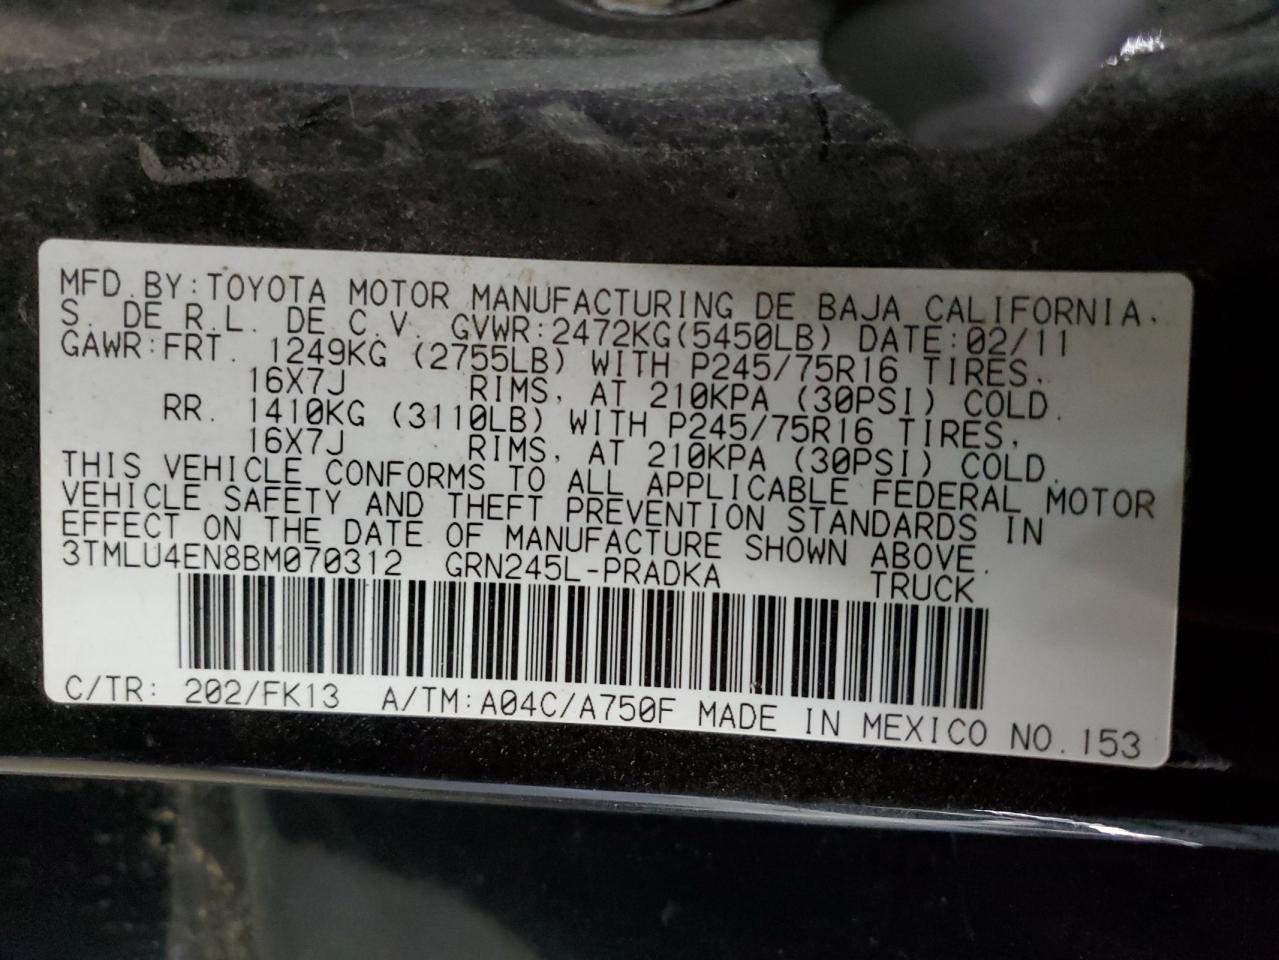 MFD.BY:TOYOTA MOTOR MANUFACTURING DE BAJA CALIFORNIA,
S. DE R.L. DE C.V. GVWR:2472KG(5450LB) DATE:02/11
GAWR:FRT. 1249KG (2755LB) WITH P245/75R16 TIRES,
16X7J RIMS, AT 210KPA (30PSI) COLD.
RR. 1410KG (3110LB) WITH P245/75R16 TIRES,
16X7J RIMS, AT 210KPA (30PSI) COLD.
THIS VEHICLE CONFORMS TO ALL APPLICABLE FEDERAL MOTOR
VEHICLE SAFETY AND THEFT PREVENTION STANDARDS IN
EFFECT ON THE DATE OF MANUFACTURE SHOWN ABOVE.
3TMLU4EN8BM070312 GRN245L-PRADKA TRUCK
C/TR: 202/FK13 A/TM:A04C/A750F MADE IN MEXICO NO.153